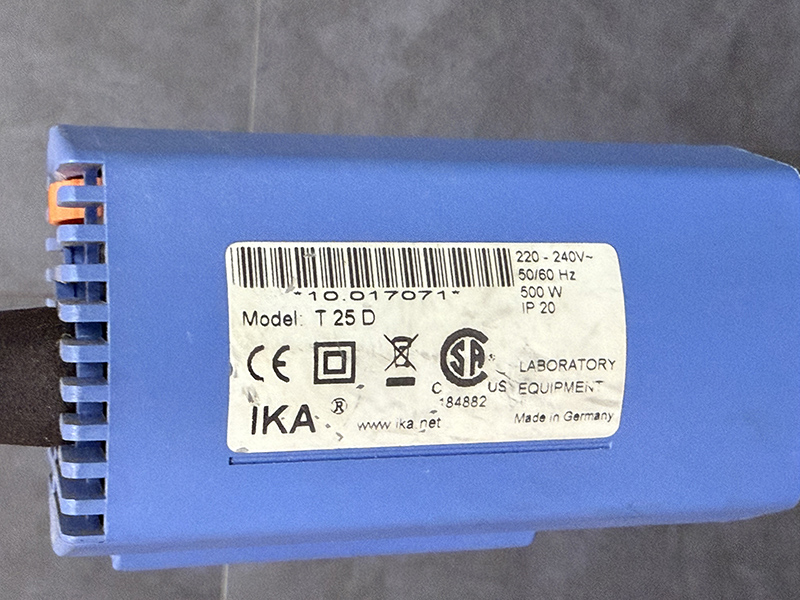 *10.017071*
220 - 240V~
50/60 Hz
500 W
IP 20
Model: T 25 D
CE
SA
C US
184882
LABORATORY
EQUIPMENT
IKA®
www.ika.net
Made in Germany